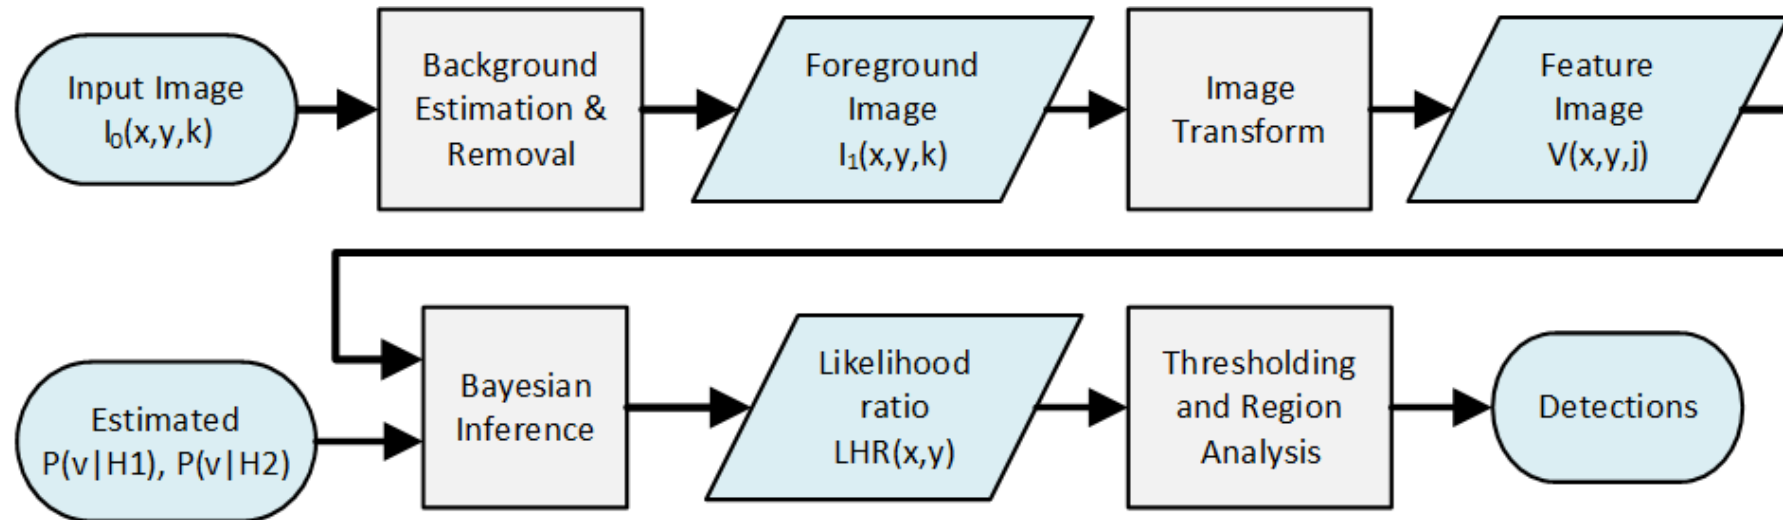 Input Image
I₀(x,y,k)
Background
Estimation &
Removal
Foreground
Image
I₁(x,y,k)
Image
Transform
Feature
Image
V(x,y,j)
Estimated
P(v|H1), P(v|H2)
Bayesian
Inference
Likelihood
ratio
LHR(x,y)
Thresholding
and Region
Analysis
Detections